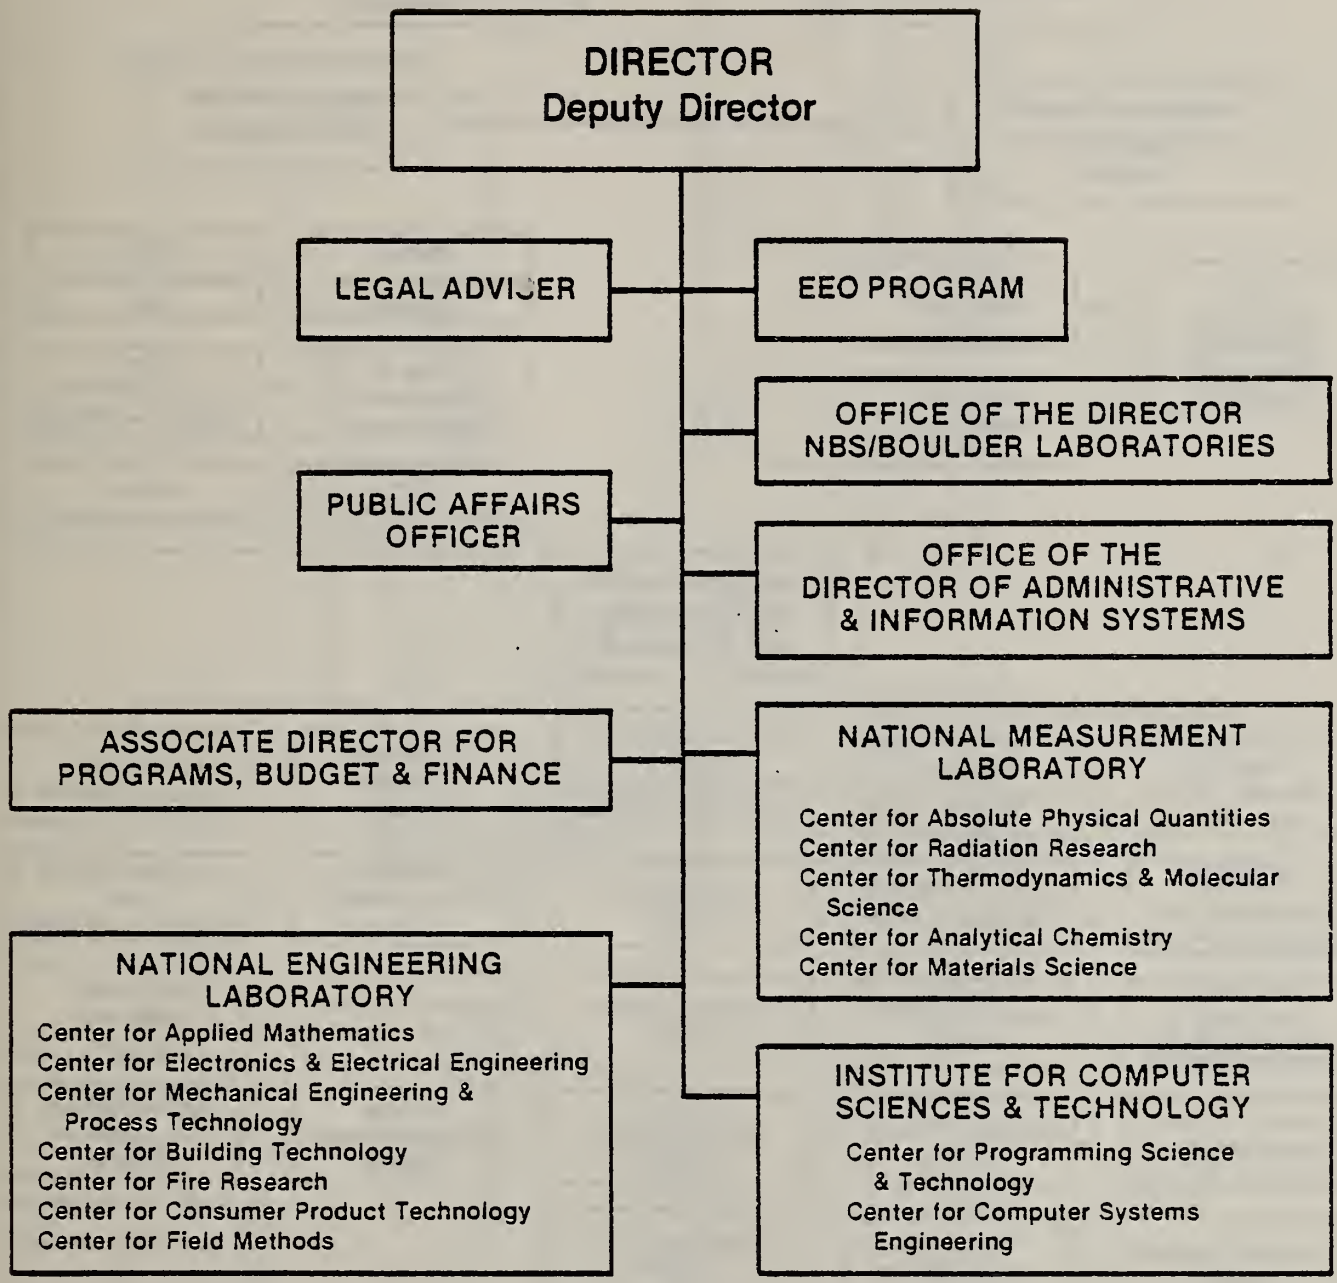 DIRECTOR
Deputy Director
LEGAL ADVISER
EEO PROGRAM
OFFICE OF THE DIRECTOR
NBS/BOULDER LABORATORIES
PUBLIC AFFAIRS
OFFICER
OFFICE OF THE
DIRECTOR OF ADMINISTRATIVE
& INFORMATION SYSTEMS
ASSOCIATE DIRECTOR FOR
PROGRAMS, BUDGET & FINANCE
NATIONAL MEASUREMENT
LABORATORY
Center for Absolute Physical Quantities
Center for Radiation Research
Center for Thermodynamics & Molecular
Science
Center for Analytical Chemistry
Center for Materials Science
NATIONAL ENGINEERING
LABORATORY
Center for Applied Mathematics
Center for Electronics & Electrical Engineering
Center for Mechanical Engineering &
Process Technology
Center for Building Technology
Center for Fire Research
Center for Consumer Product Technology
Center for Field Methods
INSTITUTE FOR COMPUTER
SCIENCES & TECHNOLOGY
Center for Programming Science
& Technology
Center for Computer Systems
Engineering